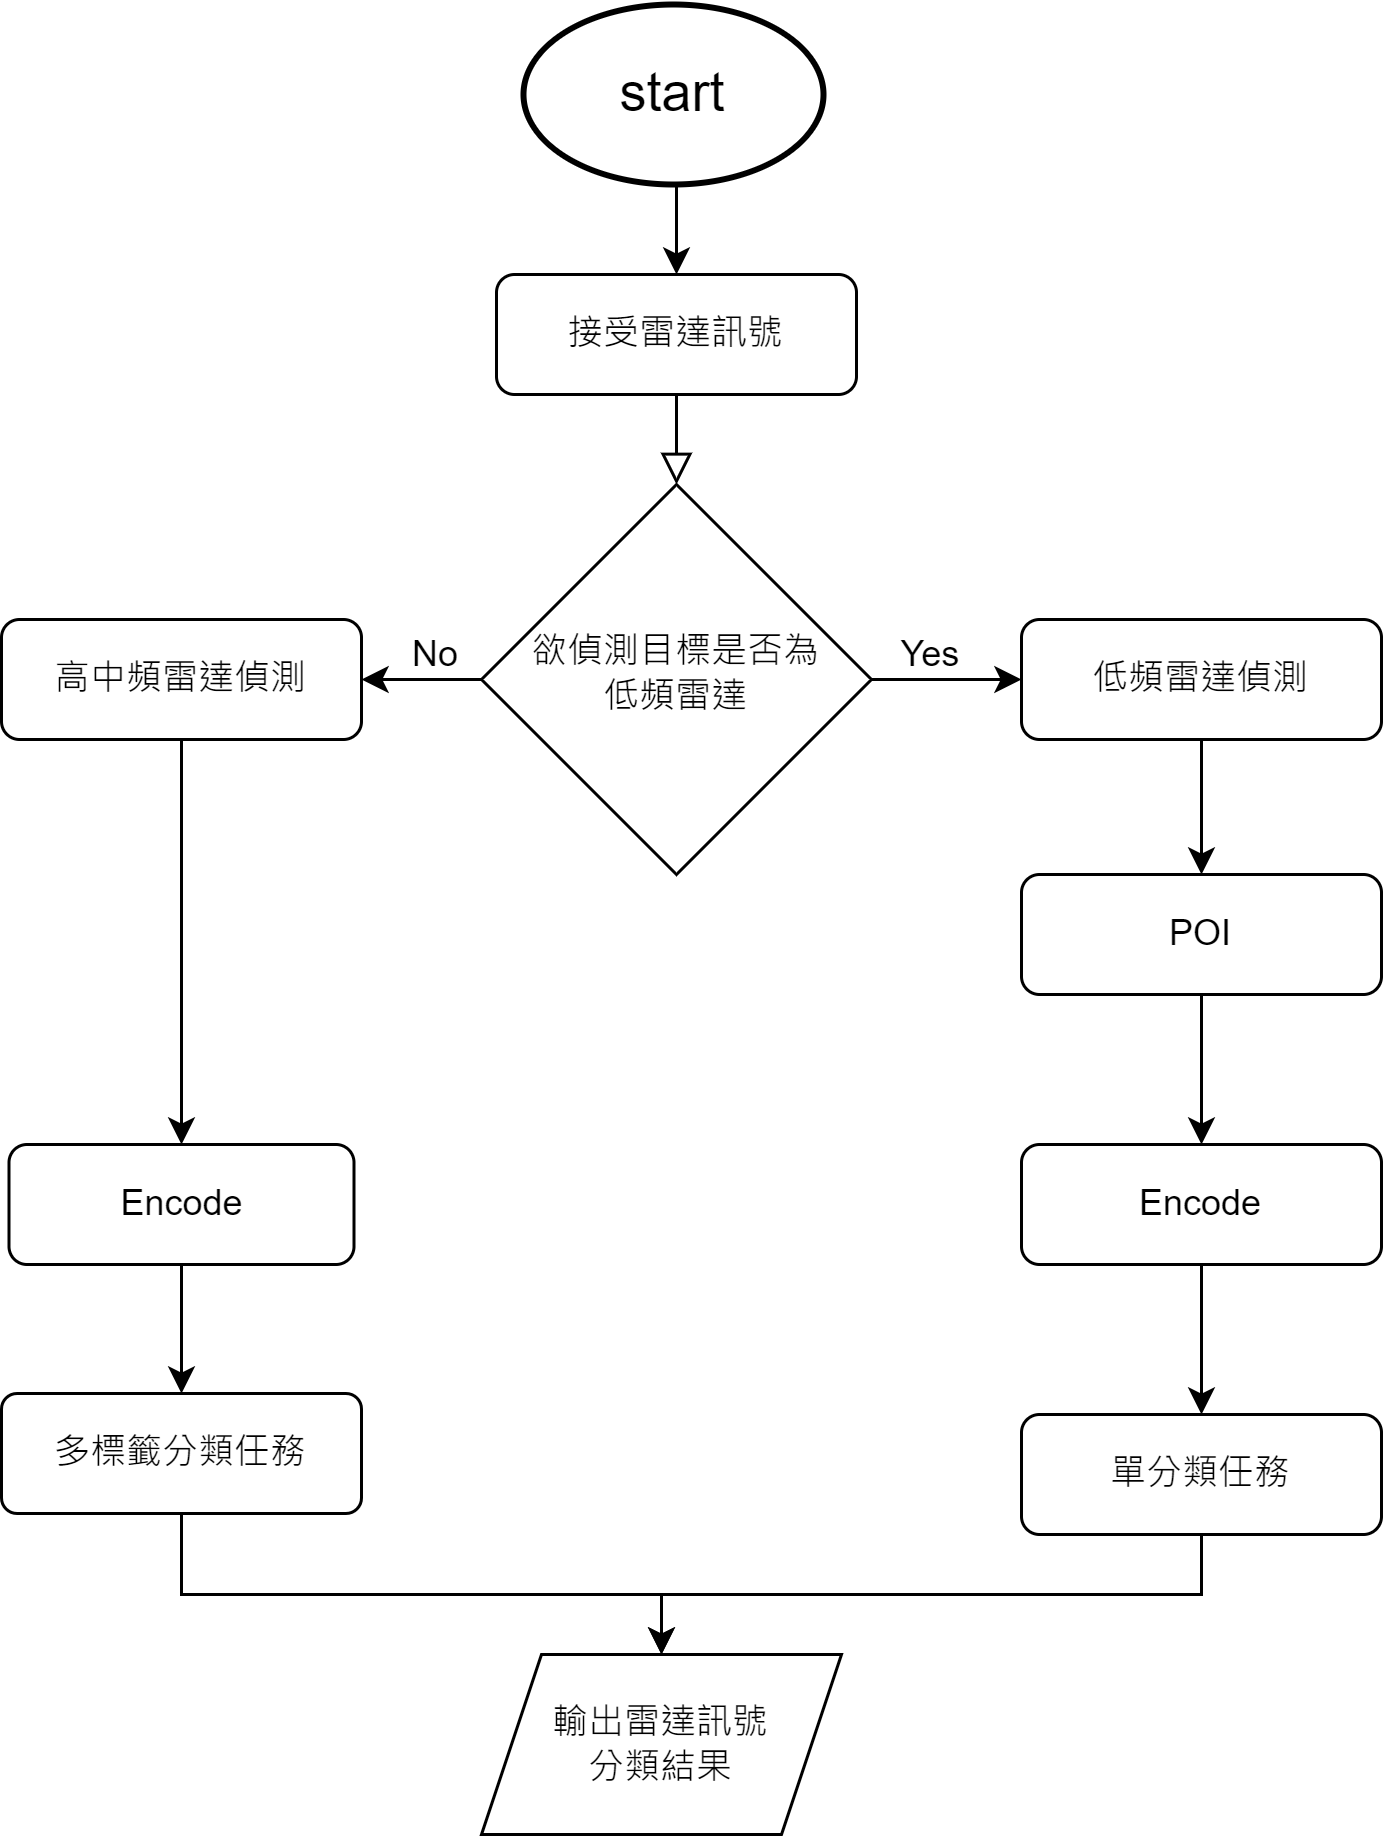 start
接受雷達訊號
欲偵測目標是否為
低頻雷達
No
Yes
高中頻雷達偵測
低頻雷達偵測
POI
Encode
Encode
多標籤分類任務
單分類任務
輸出雷達訊號
分類結果